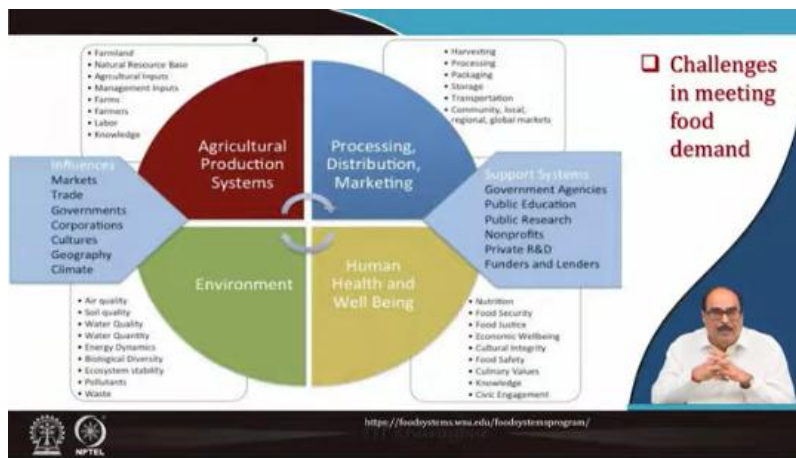 • Farmland
• Natural Resource Base
• Agricultural Inputs
• Management Inputs
• Farms
• Farmers
• Labor
• Knowledge
• Harvesting
• Processing
• Packaging
• Storage
• Transportation
• Community, local,
regional, global markets
❑ Challenges
in meeting
food
demand
Agricultural
Production
Systems
Processing,
Distribution,
Marketing
Influences
Markets
Trade
Governments
Corporations
Cultures
Geography
Climate
Support Systems
Government Agencies
Public Education
Public Research
Nonprofits
Private R&D
Funders and Lenders
Environment
Human
Health and
Well Being
• Air quality
• Soil quality
• Water Quality
• Water Quantity
• Energy Dynamics
• Biological Diversity
• Ecosystem stability
• Pollutants
• Waste
• Nutrition
• Food Security
• Food Justice
• Economic Wellbeing
• Cultural Integrity
• Food Safety
• Culinary Values
• Knowledge
• Civic Engagement
https://foodsystems.wsu.edu/foodsystemsprogram/
NPTEL